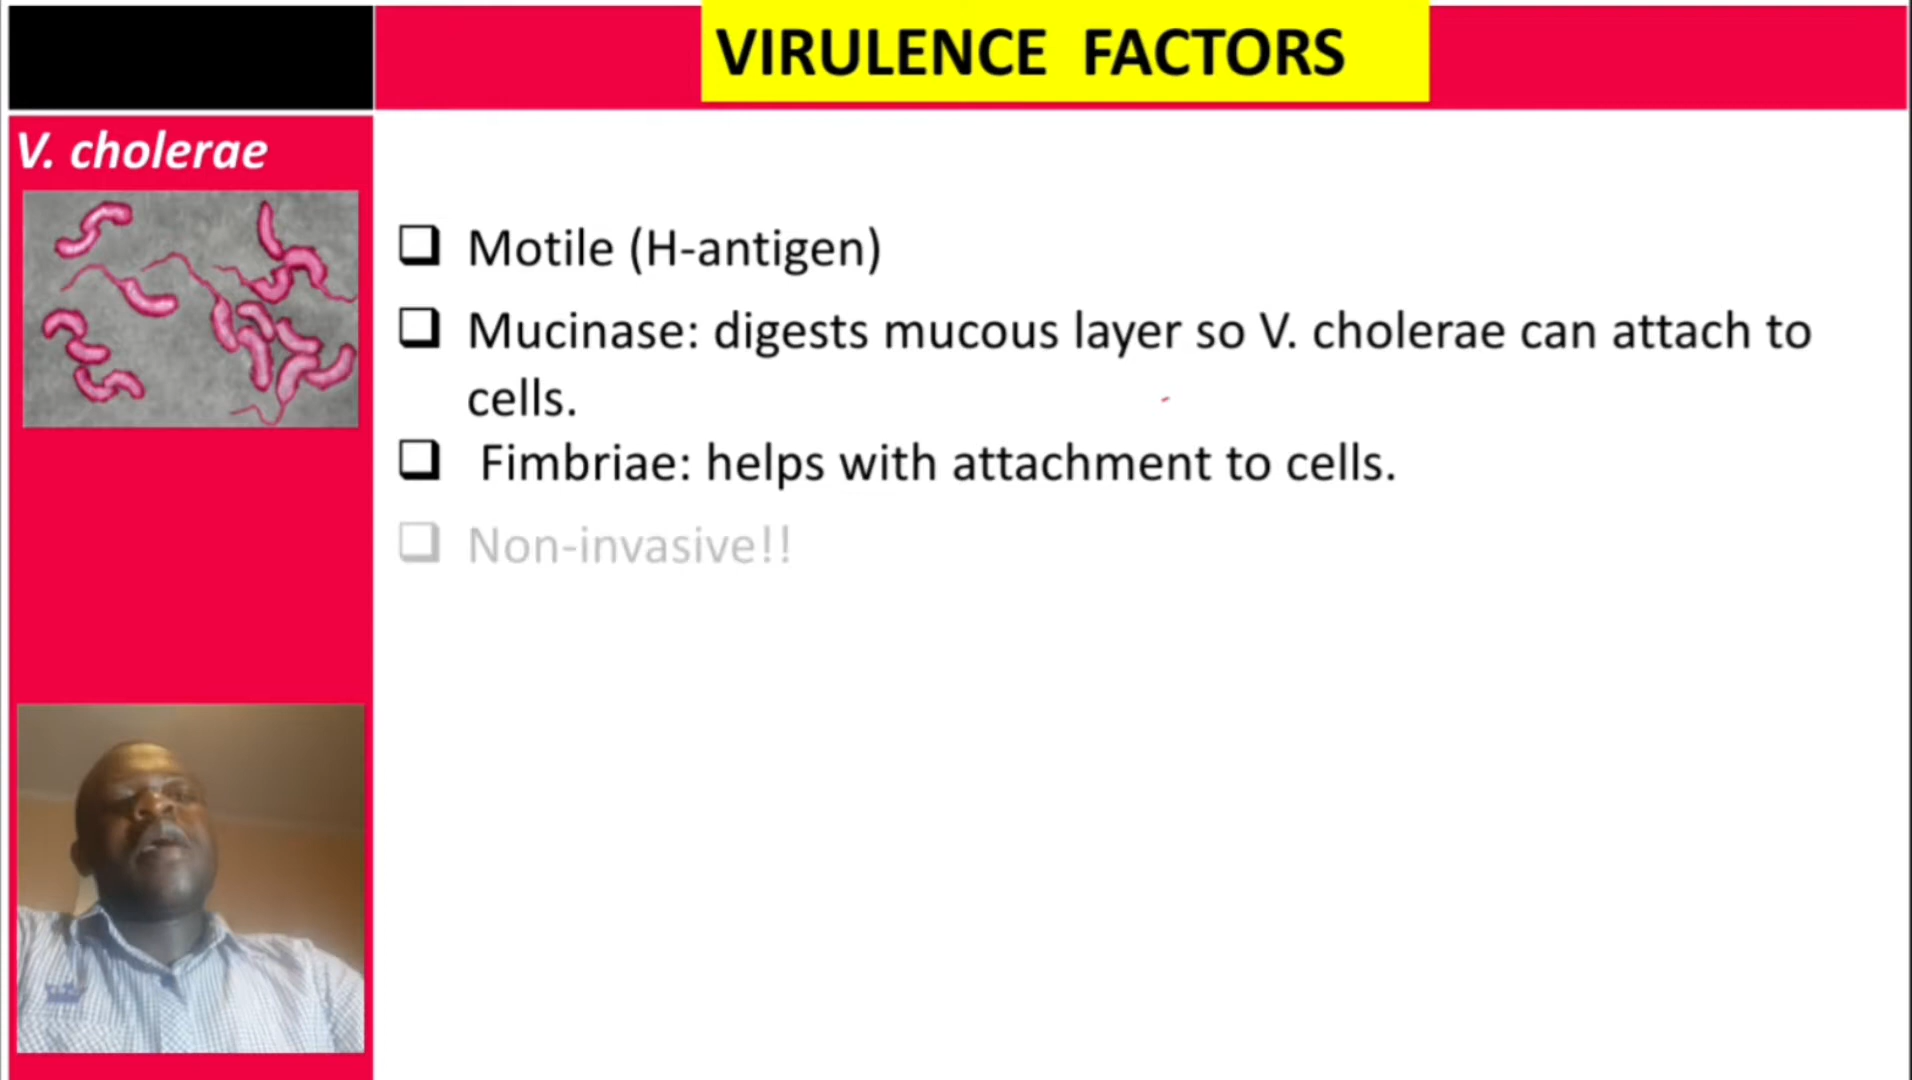 VIRULENCE FACTORS
V. cholerae
Motile (H-antigen)
Mucinase: digests mucous layer so V. cholerae can attach to
cells.
Fimbriae: helps with attachment to cells.
Non-invasive!!